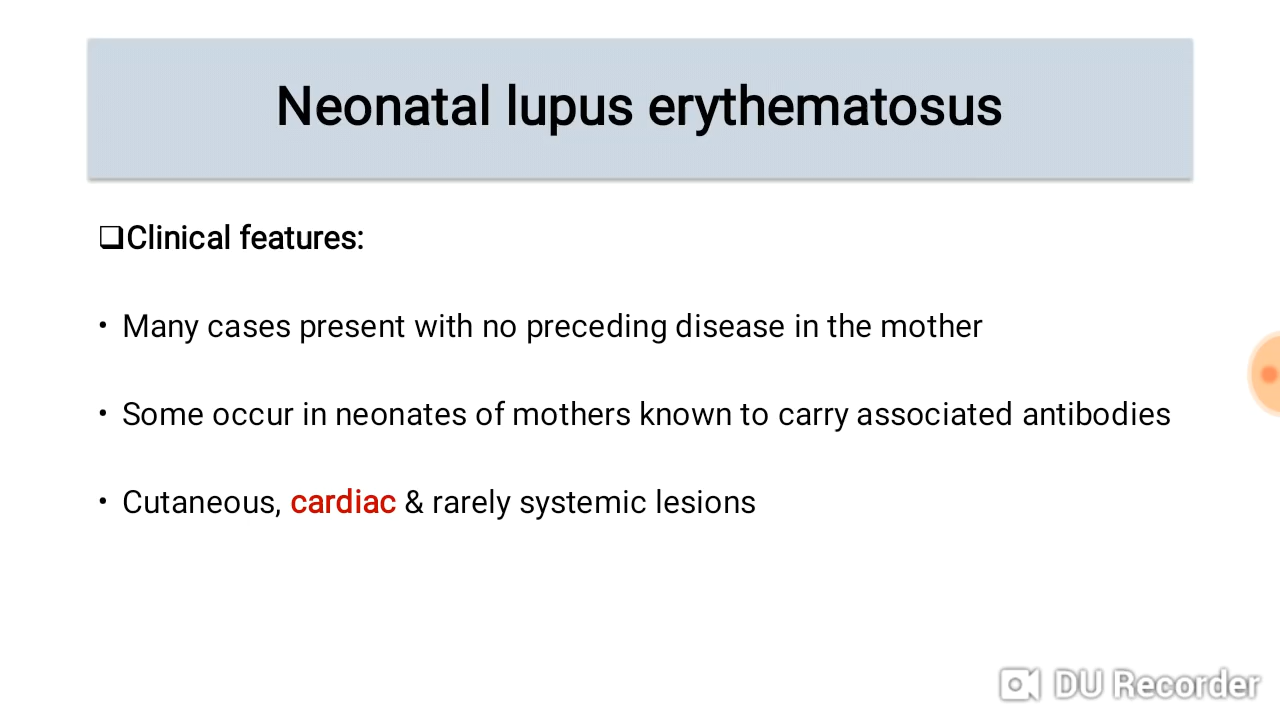 Neonatal lupus erythematosus
❑Clinical features:
• Many cases present with no preceding disease in the mother
• Some occur in neonates of mothers known to carry associated antibodies
• Cutaneous, cardiac & rarely systemic lesions
DU Recorder